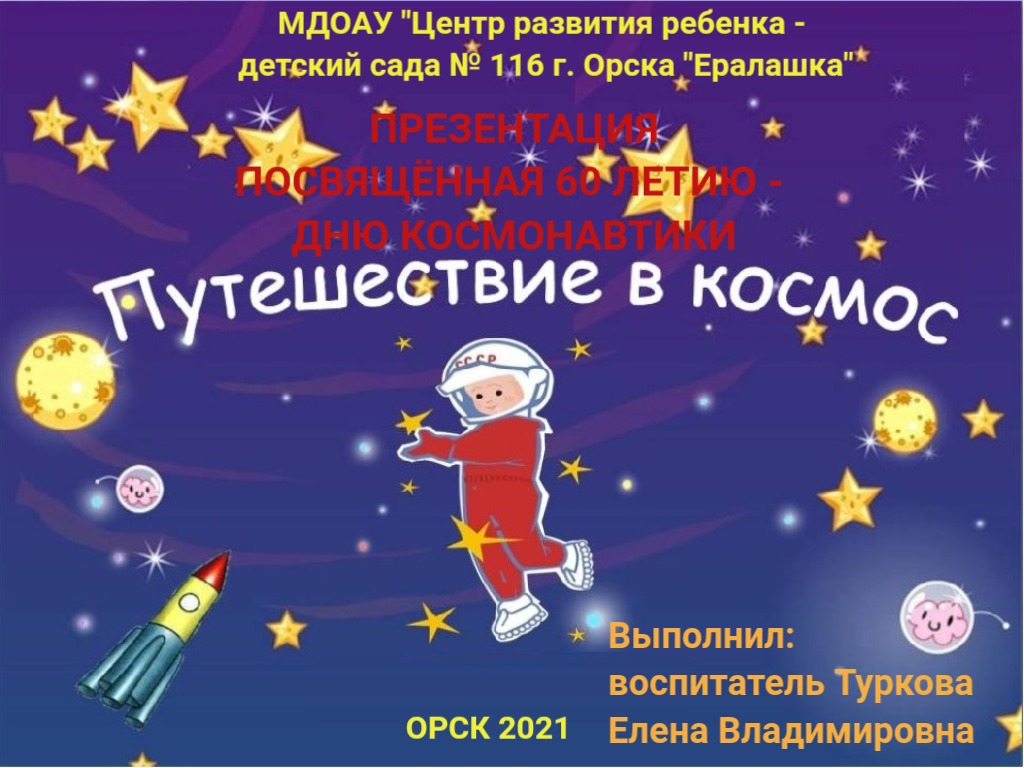 МДОАУ "Центр развития ребенка -
детский сада № 116 г. Орска "Ералашка"
ПРЕЗЕНТАЦИЯ
ПОСВЯЩЁННАЯ 60 ЛЕТИЮ -
ДНЮ КОСМОНАВТИКИ
Путешествие в космос
СССР
Выполнил:
воспитатель Туркова
Елена Владимировна
ОРСК 2021